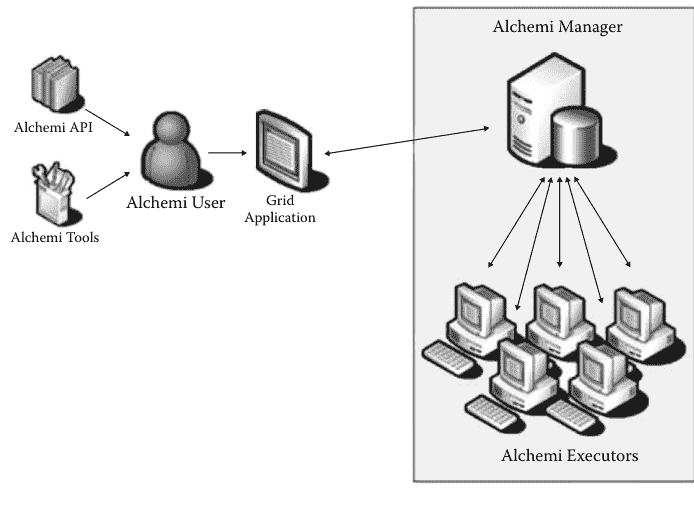 Alchemi Manager
Alchemi API
Alchemi Tools
Alchemi User
Grid
Application
Alchemi Executors